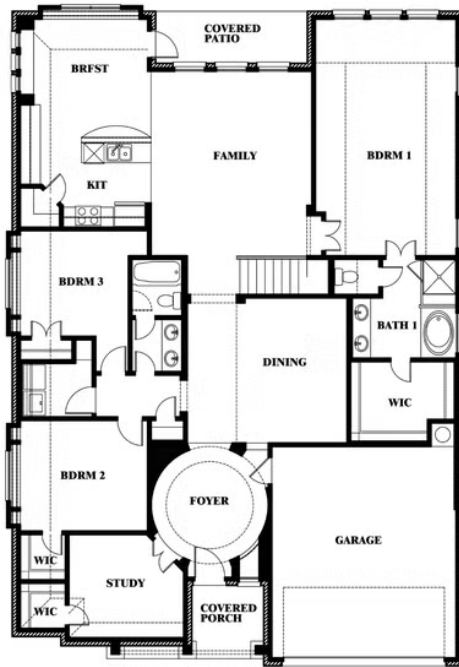 COVERED
PATIO
BRFST
FAMILY
BDRM 1
KIT
BDRM 3
BATH 1
DINING
WIC
BDRM 2
FOYER
GARAGE
WIC
STUDY
WIC
COVERED
PORCH